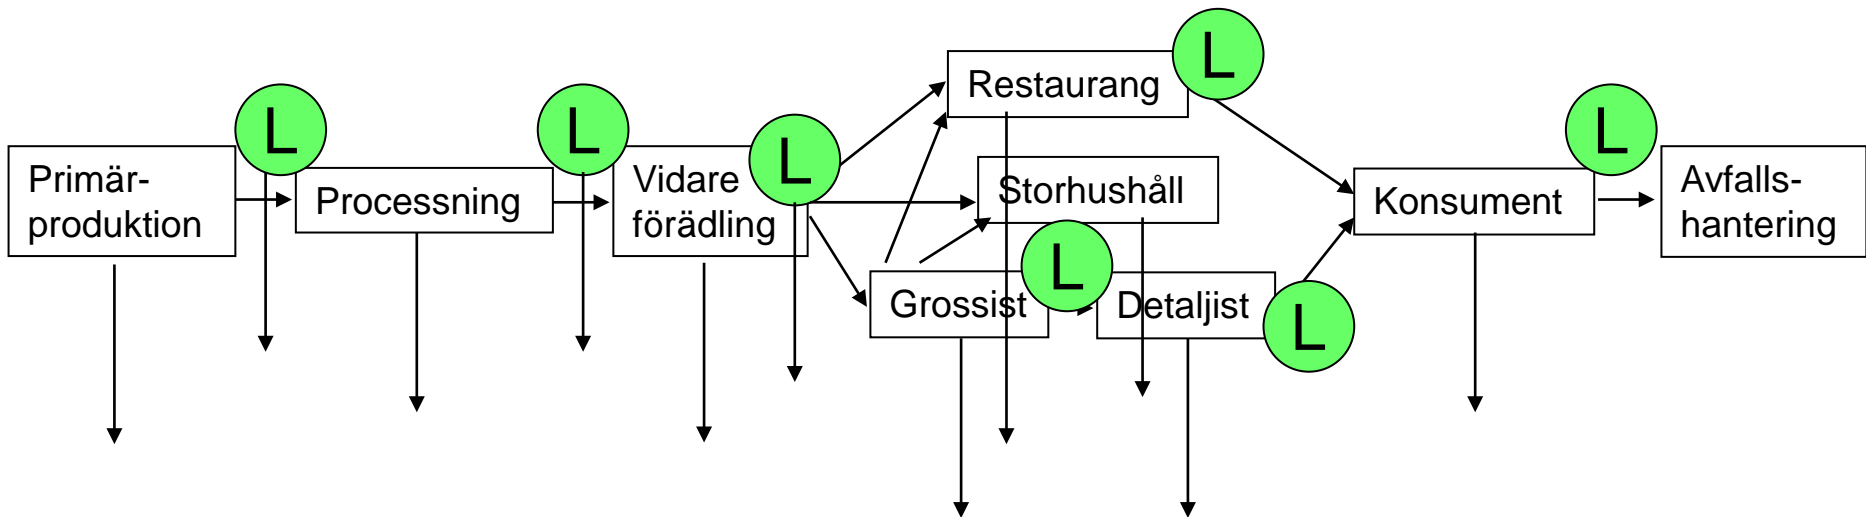 L
Restaurang
L
L
L
L
Primär-
produktion
Processning
Vidare
förädling
Storhushåll
Konsument
Avfalls-
hantering
L
Grossist
Detaljist
L